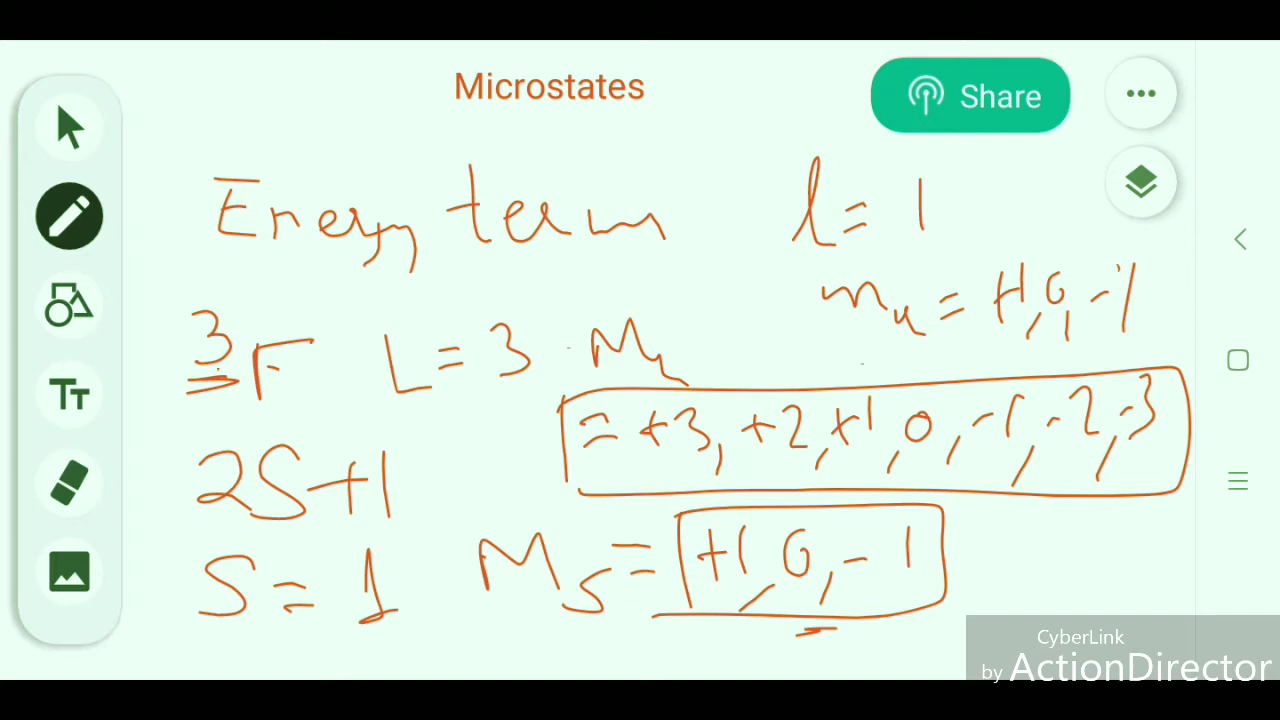 Microstates
Share
Energy term l = 1
m = +1, 0, -1
3F L = 3 ML
= +3, +2, +1, 0, -1, -2, -3
2S+1
S = 1 MS = +1, 0, -1
TT
CyberLink
by ActionDirector